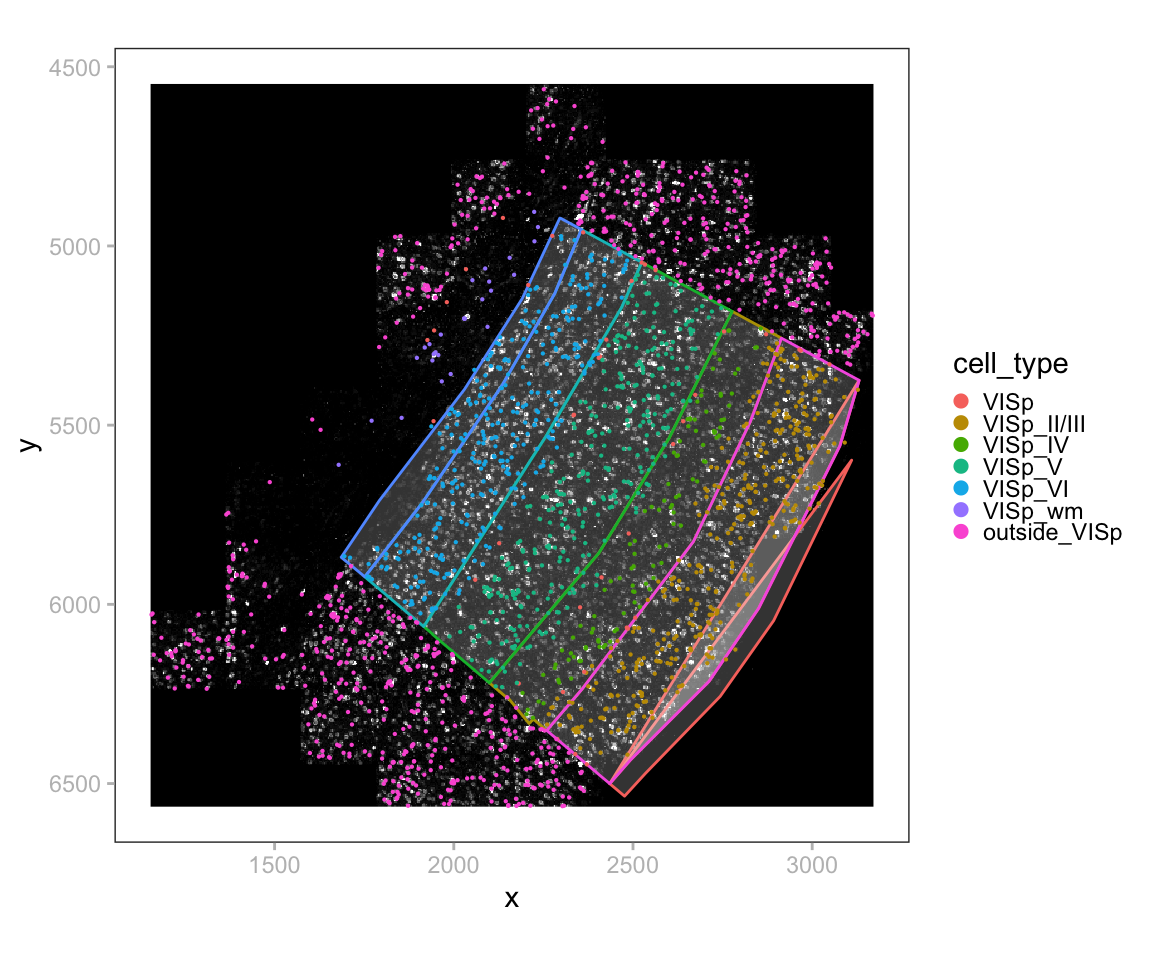 4500
5000
5500
6000
6500
y
1500 2000 2500 3000
x
cell_type
VISp
VISp_II/III
VISp_IV
VISp_V
VISp_VI
VISp_wm
outside_VISp